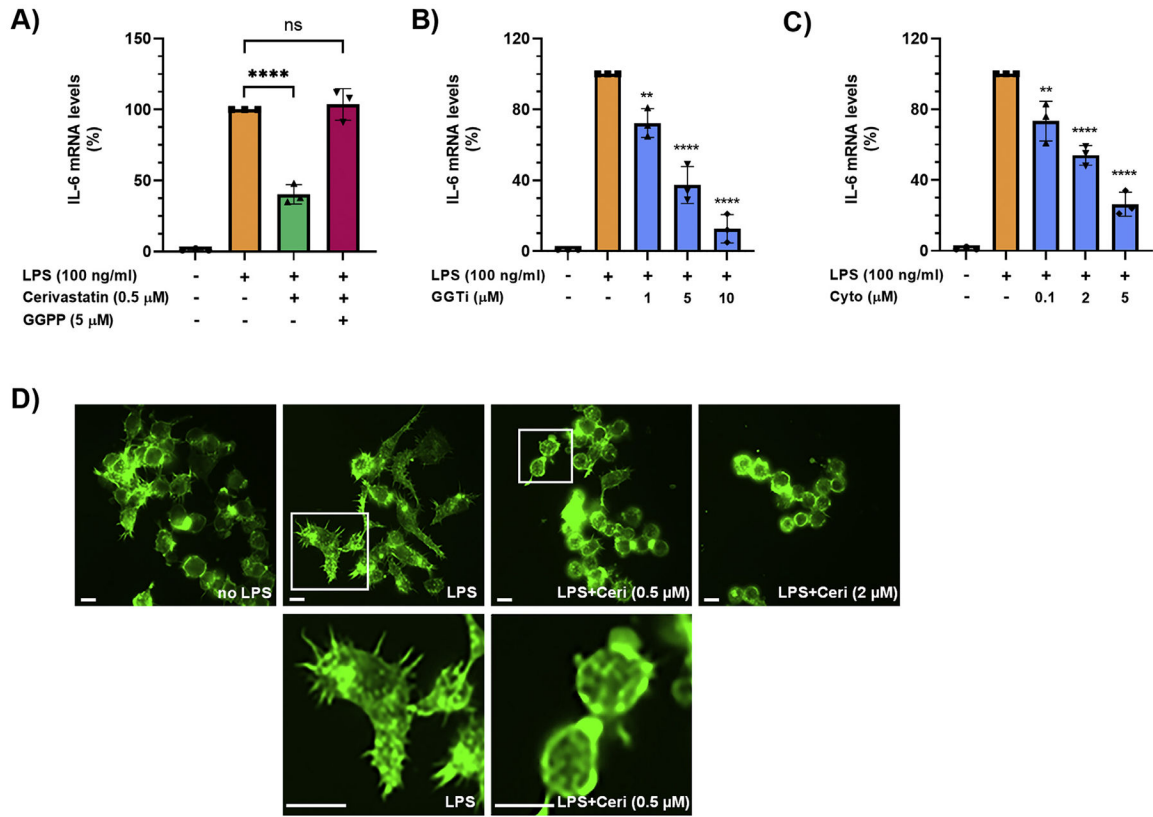 A)
IL-6 mRNA levels
(%)
150
100
50
0
ns
****
LPS (100 ng/ml) - + + +
Cerivastatin (0.5 μM) - - + +
GGPP (5 μM) - - - +
B)
IL-6 mRNA levels
(%)
120
80
40
0
**
****
****
LPS (100 ng/ml) - + + + +
GGTi (μM) - - 1 5 10
C)
IL-6 mRNA levels
(%)
120
80
40
0
**
****
****
LPS (100 ng/ml) - + + + +
Cyto (μM) - - 0.1 2 5
D)
no LPS
LPS
LPS+Ceri (0.5 μM)
LPS+Ceri (2 μM)
LPS
LPS+Ceri (0.5 μM)